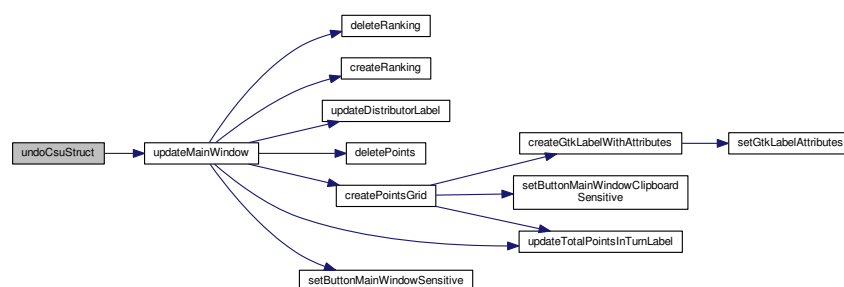 deleteRanking
createRanking
updateDistributorLabel
createGtkLabelWithAttributes
setGtkLabelAttributes
undoCsuStruct
updateMainWindow
deletePoints
setButtonMainWindowClipboard
Sensitive
createPointsGrid
updateTotalPointsInTurnLabel
setButtonMainWindowSensitive